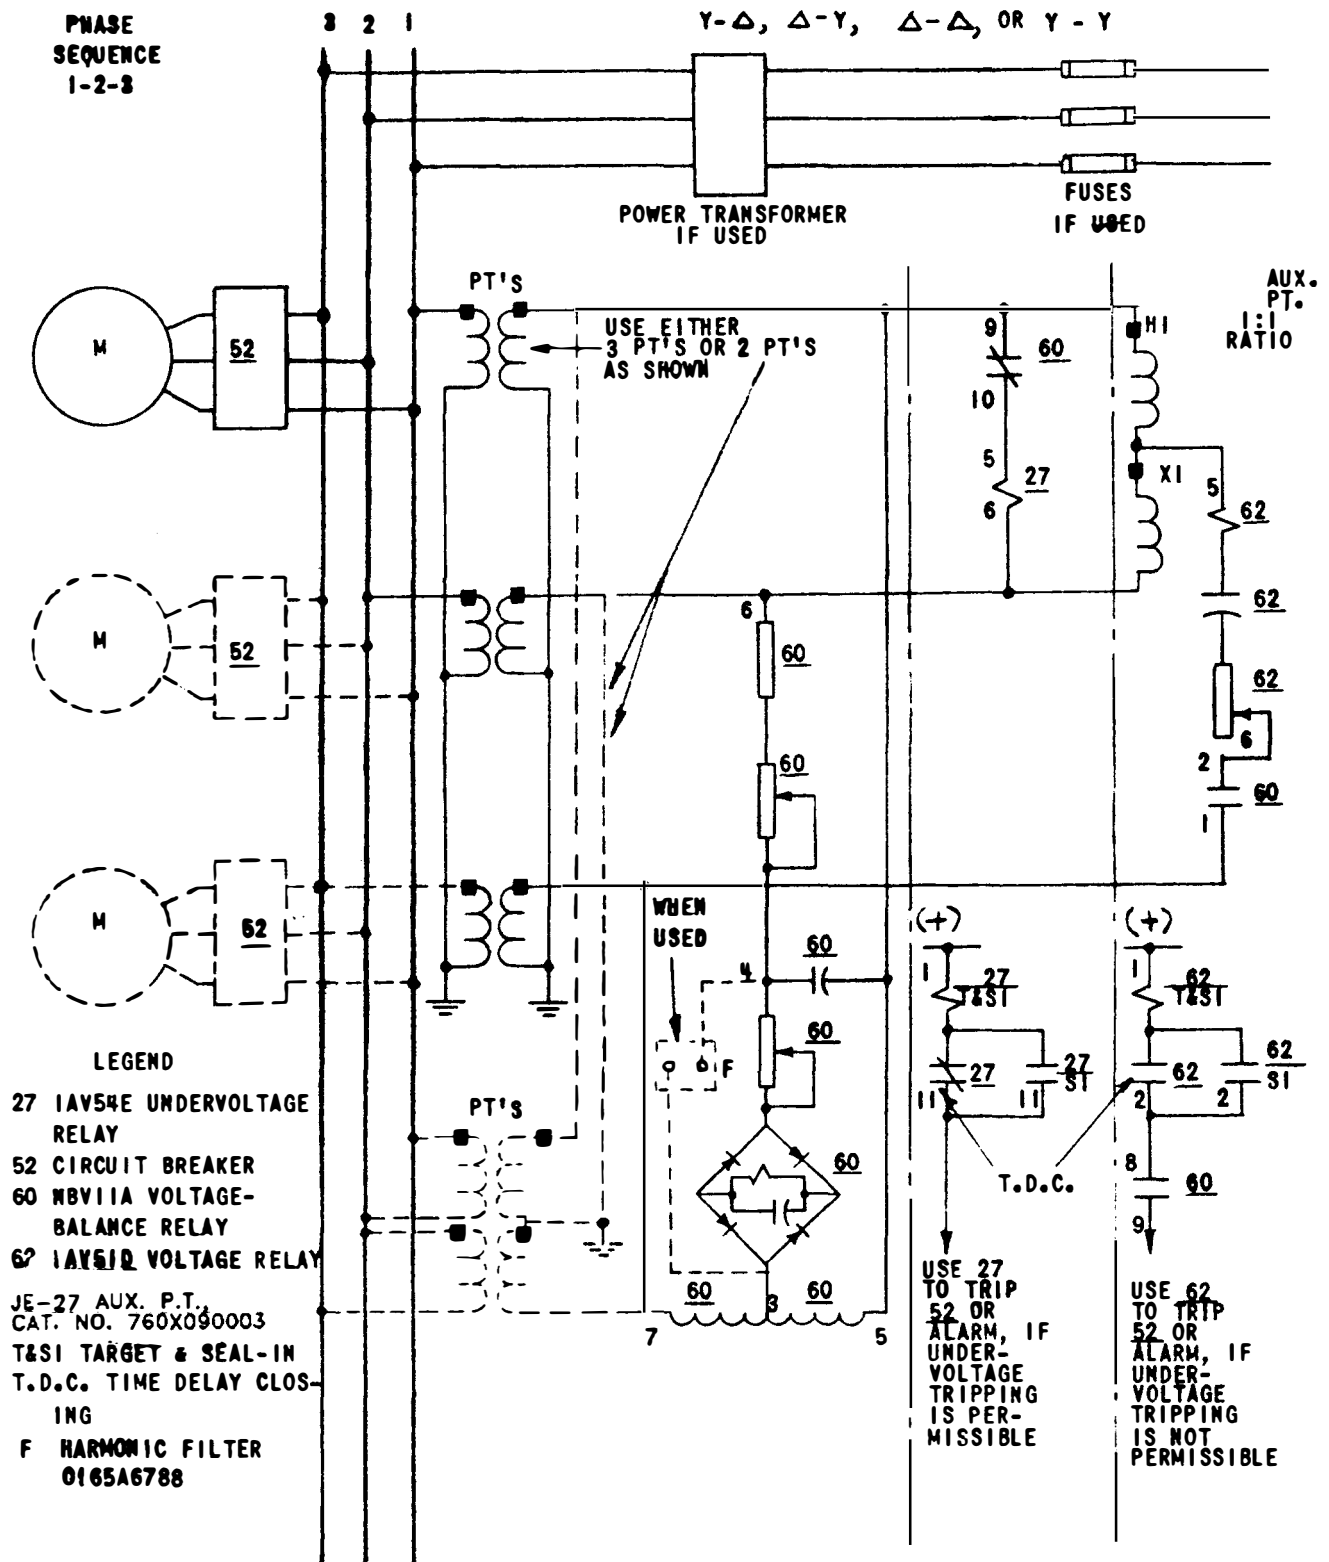 PHASE
SEQUENCE
1-2-3
3 2 1
Y-Δ, Δ-Y, Δ-Δ, OR Y - Y
POWER TRANSFORMER
IF USED
FUSES
IF USED
PT'S
USE EITHER
3 PT'S OR 2 PT'S
AS SHOWN
AUX.
PT.
1:1
RATIO
M
52
9
60
10
5
27
6
H1
X1
5
62
62
62
6
2
60
1
M
52
6
60
60
M
52
WHEN
USED
60
4
60
F
60
60
3
60
7
5
(+)
1
27
T&SI
27
11
27
SI
11
(+)
1
62
T&SI
62
2
62
SI
2
T.D.C.
8
60
9
PT'S
LEGEND
27 IAV54E UNDERVOLTAGE
RELAY
52 CIRCUIT BREAKER
60 NBV11A VOLTAGE-
BALANCE RELAY
62 IAV51D VOLTAGE RELAY
JE-27 AUX. P.T.,
CAT. NO. 760X090003
T&SI TARGET & SEAL-IN
T.D.C. TIME DELAY CLOS-
ING
F HARMONIC FILTER
0165A6788
USE 27
TO TRIP
52 OR
ALARM, IF
UNDER-
VOLTAGE
TRIPPING
IS PER-
MISSIBLE
USE 62
TO TRIP
52 OR
ALARM, IF
UNDER-
VOLTAGE
TRIPPING
IS NOT
PERMISSIBLE